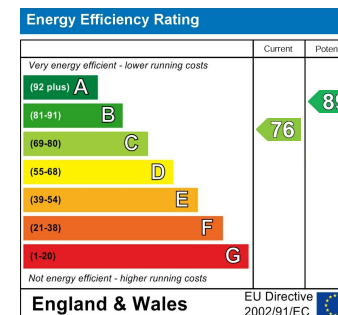 Energy Efficiency Rating
Current
Very energy efficient - lower running costs
(92 plus) A
(81-91) B
(69-80) C
76
(55-68) D
(39-54) E
(21-38) F
(1-20) G
Not energy efficient - higher running costs
England & Wales
EU Directive
2002/91/EC